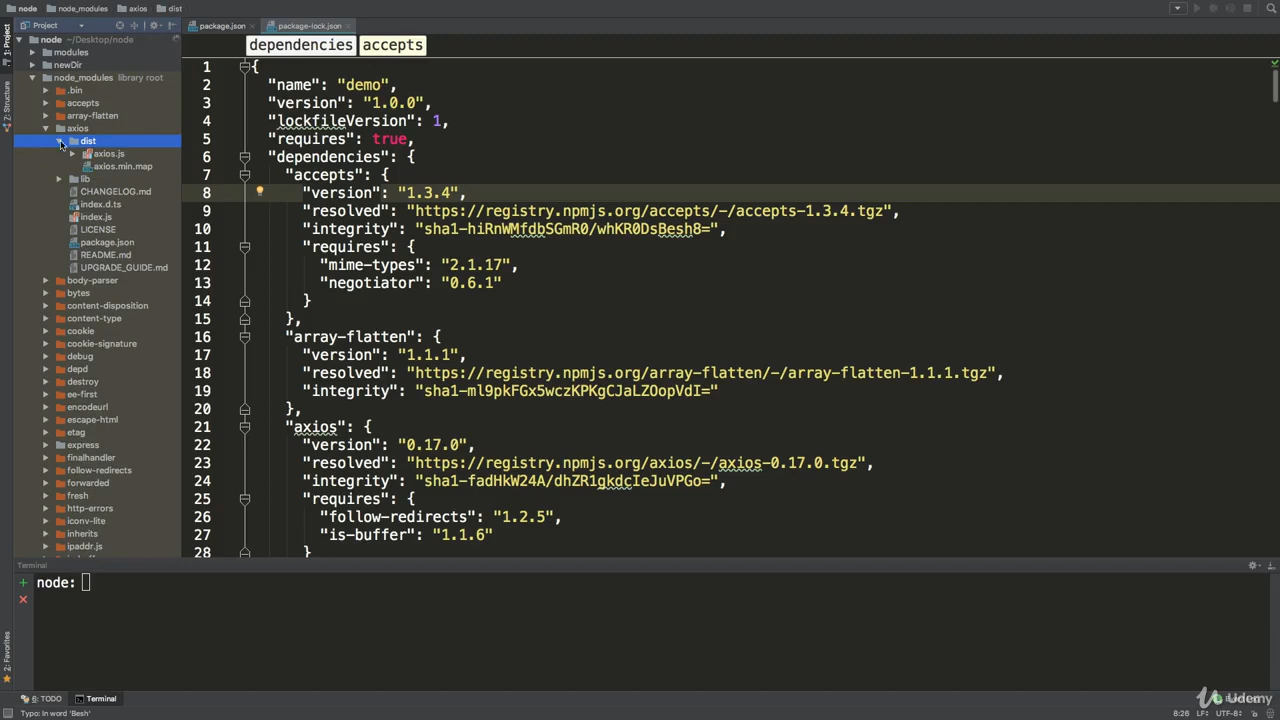 node
node_modules
axios
dist
Project
package.json
package-lock.json
1: Project
Z: Structure
2: Favorites
node ~/Desktop/node
modules
newDir
node_modules library root
.bin
accepts
array-flatten
axios
dist
axios.js
axios.min.map
lib
CHANGELOG.md
index.d.ts
index.js
LICENSE
package.json
README.md
UPGRADE_GUIDE.md
body-parser
bytes
content-disposition
content-type
cookie
cookie-signature
debug
depd
destroy
ee-first
encodeurl
escape-html
etag
express
finalhandler
follow-redirects
forwarded
fresh
http-errors
iconv-lite
inherits
ipaddr.js
dependencies accepts
1 {
2 "name": "demo",
3 "version": "1.0.0",
4 "lockfileVersion": 1,
5 "requires": true,
6 "dependencies": {
7 "accepts": {
8 "version": "1.3.4",
9 "resolved": "https://registry.npmjs.org/accepts/-/accepts-1.3.4.tgz",
10 "integrity": "sha1-hiRnWMfdbSGmR0/whKR0DsBesh8=",
11 "requires": {
12 "mime-types": "2.1.17",
13 "negotiator": "0.6.1"
14 }
15 },
16 "array-flatten": {
17 "version": "1.1.1",
18 "resolved": "https://registry.npmjs.org/array-flatten/-/array-flatten-1.1.1.tgz",
19 "integrity": "sha1-ml9pkFGx5wczKPKgCJaLZOopVdI="
20 },
21 "axios": {
22 "version": "0.17.0",
23 "resolved": "https://registry.npmjs.org/axios/-/axios-0.17.0.tgz",
24 "integrity": "sha1-fadHkW24A/dhZR1gkdcIeJuVPGo=",
25 "requires": {
26 "follow-redirects": "1.2.5",
27 "is-buffer": "1.1.6"
28 }
Terminal
node:
6: TODO
Terminal
Udemy
Typo: In word 'Besh'
8:26 LF÷ UTF-8÷